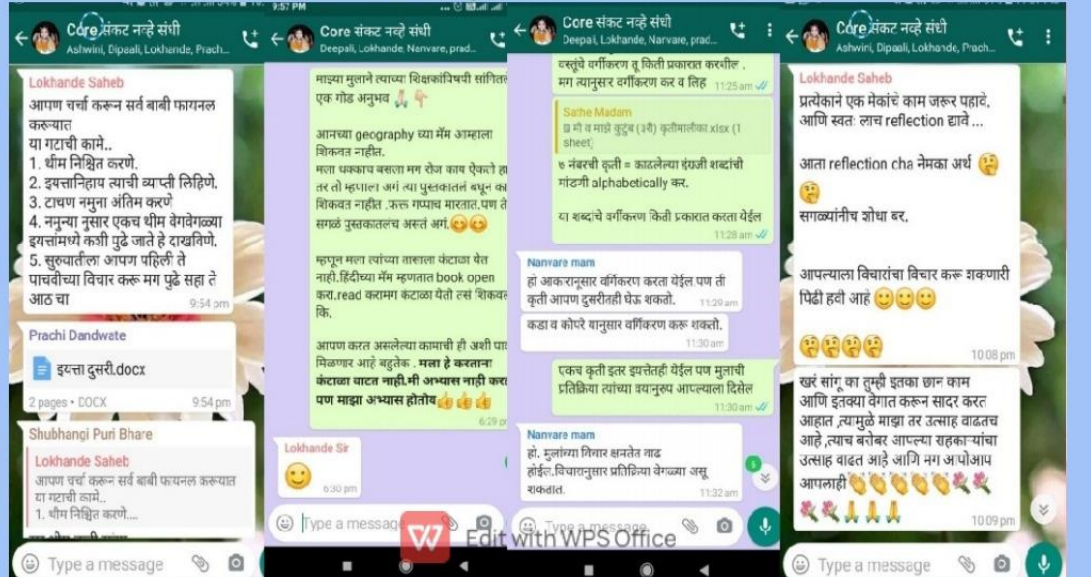 Core संकट नव्हे संधी
Ashwini, Dipaali, Lokhande, Prach...
Lokhande Saheb
आपण चर्चा करून सर्व बाबी फायनल
करूयात
या गटाची कामे..
1. थीम निश्चित करणे.
2. इयत्तानिहाय त्याची व्याप्ती लिहिणे.
3. टाचण नमुना अंतिम करणे
4. नमुन्या नुसार एकच थीम वेगवेगळ्या
इयत्तांमध्ये कशी पुढे जाते हे दाखविणे.
5. सुरुवातीला आपण पहिली ते
पाचवीच्या विचार करू मग पुढे सहा ते
आठ चा
9:54 pm
Prachi Dandwate
इयत्ता दुसरी.docx
2 pages • DOCX
9:54 pm
Shubhangi Puri Bhare
Lokhande Saheb
आपण चर्चा करून सर्व बाबी फायनल करूयात
या गटाची कामे..
1. थीम निश्चित करणे....
Type a message
9:57 PM
Core संकट नव्हे संधी
Deepali, Lokhande, Nanvare, prad...
माझ्या मुलाने त्याच्या शिक्षकांविषयी सांगितल
एक गोड अनुभव 🙏 👇
आमच्या geography च्या मॅम आम्हाला
शिकवत नाहीत.
मला धक्काच बसला मग रोज काय ऐकले हा
तर तो म्हणाला अगं त्या पुस्तकातलं बघून का
शिकवत नाहीत .फक्त गप्पाच मारतात.पण ते
सगळं पुस्तकातलंच असतं अगं.😊😊
म्हणून मला त्यांच्या तासाला कंटाळा येत
नाही.हिंदीच्या मॅम म्हणतात book open
करा.read करामग कंटाळा येतो त्सं शिकवल
कि.
आपण करत असलेल्या कामाची ही अशी पा
मिळणार आहे बहुतेक . मला हे करताना
कंटाळा वाटत नाही.मी अभ्यास नाही कर
पण माझा अभ्यास होतोय👍👍👍
6:29 p
Lokhande Sir
🙂
6:30 pm
Type a message
Core संकट नव्हे संधी
Deepali, Lokhande, Narvare, prad...
वस्तूंचे वर्गीकरण तू किती प्रकारात करशील .
मग त्यानुसार वर्गीकरण कर व लिह
11:25 am
Sathe Madam
मी व माझे कुटुंब (३री) कृतीमालीका.xlsx (1
sheet)
७ नंबरची कृती = काढलेल्या इंग्रजी शब्दांची
मांडणी alphabetically कर.
या शब्दांचे वर्गीकरण किती प्रकारात करता येईल
11:28 am
Nanvare mam
हो आकारानुसार वर्गिकरण करता येईल पण ती
कृती आपण दुसरीतही घेऊ शकतो.
11:29 am
कडा व कोपरे यानुसार वर्गिकरण करू शकतो.
11:30 am
एकच कृती इतर इयत्तेतही येईल पण मुलाची
प्रतिक्रिया त्यांच्या वयानुरुप आपल्याला दिसेल
11:30 am
Nanvare mam
हो. मुलांच्या विचार क्षमतेत वाढ
होईल.विचारानुसार प्रतिक्रिया वेगळ्या असू
शकतात.
11:32 am
5
Type a message
Core संकट नव्हे संधी
Ashwini, Dipaali, Lokhande, Prach...
Lokhande Saheb
प्रत्येकाने एक मेकांचे काम जरूर पहावे.
आणि स्वतः लाच reflection द्यावे ...
आता reflection cha नेमका अर्थ 🤔
🤔
सगळ्यांनीच शोधा बर.
आपल्याला विचारांचा विचार करू शकणारी
पिढी हवी आहे 🙂🙂🙂
🤔🤔🤔🤔
10:08 pm
खरं सांगू का तुम्ही इतका छान काम
आणि इतक्या वेगात करून सादर करत
आहात ,त्यामुळे माझा तर उत्साह वाढतच
आहे ,त्याच बरोबर आपल्या सहकाऱ्यांचा
उत्साह वाढत आहे आणि मग अपोआप
आपलाही👏👏👏👏👏🌹🌹
🌹🌹🙏🙏🙏
10:09 pm
Type a message
Edit with WPS Office